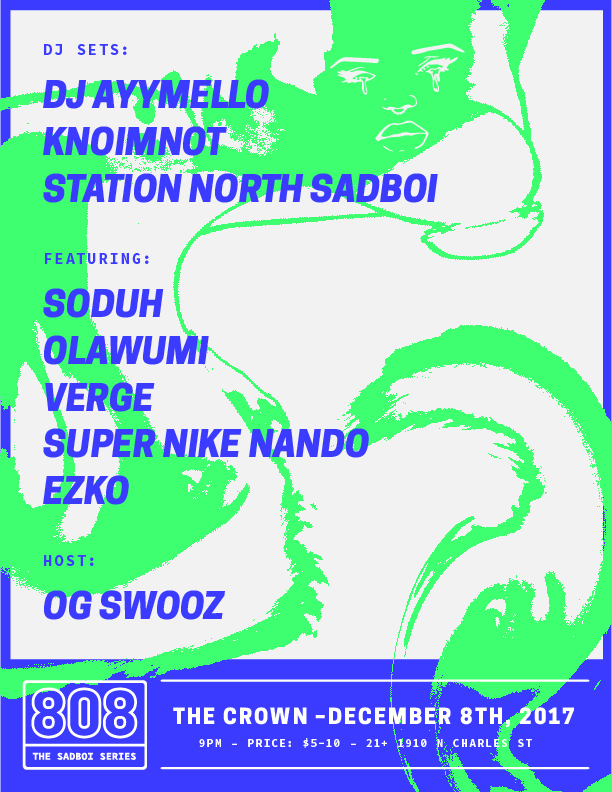 DJ SETS:
DJ AYYMELLO
KNOIMNOT
STATION NORTH SADBOI
FEATURING:
SODUH
OLAWUMI
VERGE
SUPER NIKE NANDO
EZKO
HOST:
OG SWOOZ
808
THE SADBOI SERIES
THE CROWN –DECEMBER 8TH, 2017
9PM – PRICE: $5–10 – 21+ 1910 N CHARLES ST